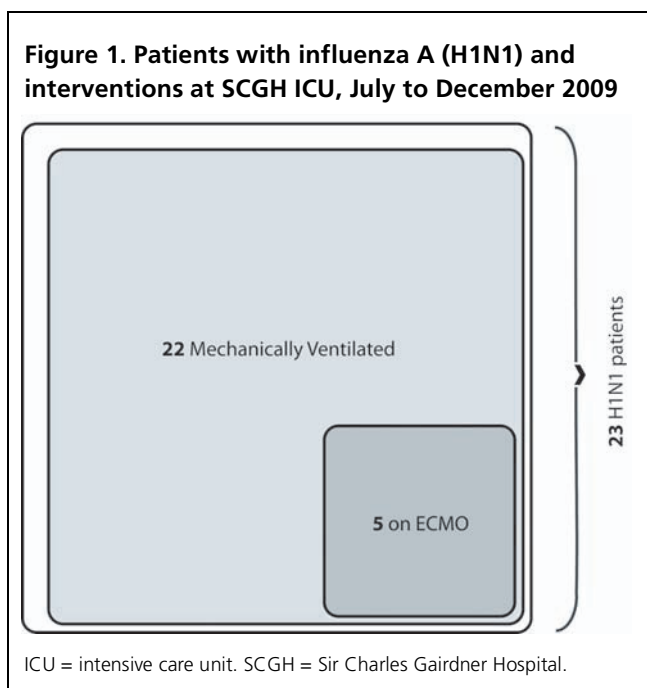 Figure 1. Patients with influenza A (H1N1) and
interventions at SCGH ICU, July to December 2009
22 Mechanically Ventilated
5 on ECMO
23 H1N1 patients
ICU = intensive care unit. SCGH = Sir Charles Gairdner Hospital.